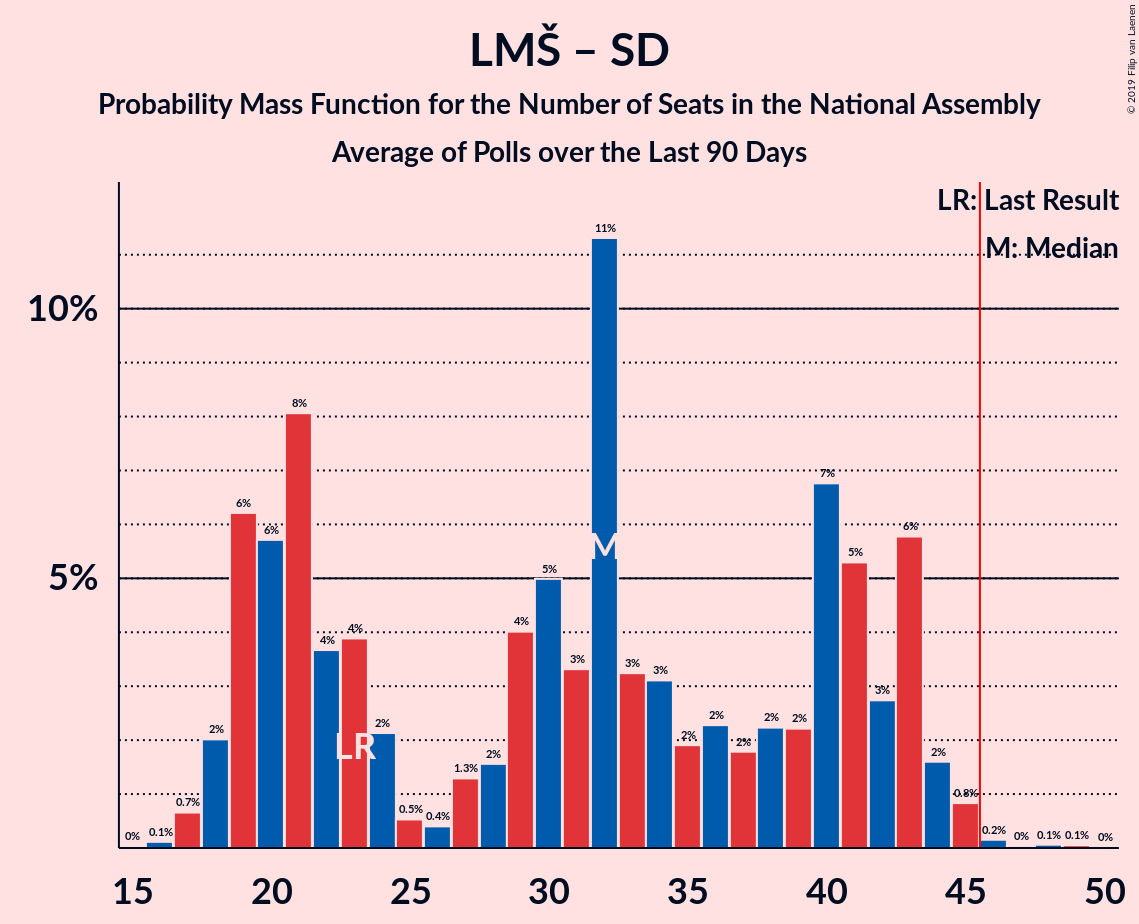 LMŠ – SD
Probability Mass Function for the Number of Seats in the National Assembly
Average of Polls over the Last 90 Days
© 2019 Filip van Laenen
LR: Last Result
M: Median
10%
5%
0% 0.1% 0.7% 2% 6% 6% 8% 4% 4% 2% 0.5% 0.4% 1.3% 2% 4% 5% 3% 11% 3% 3% 2% 2% 2% 2% 2% 7% 5% 3% 6% 2% 0.8% 0.2% 0% 0.1% 0.1% 0%
LR
M
15 20 25 30 35 40 45 50